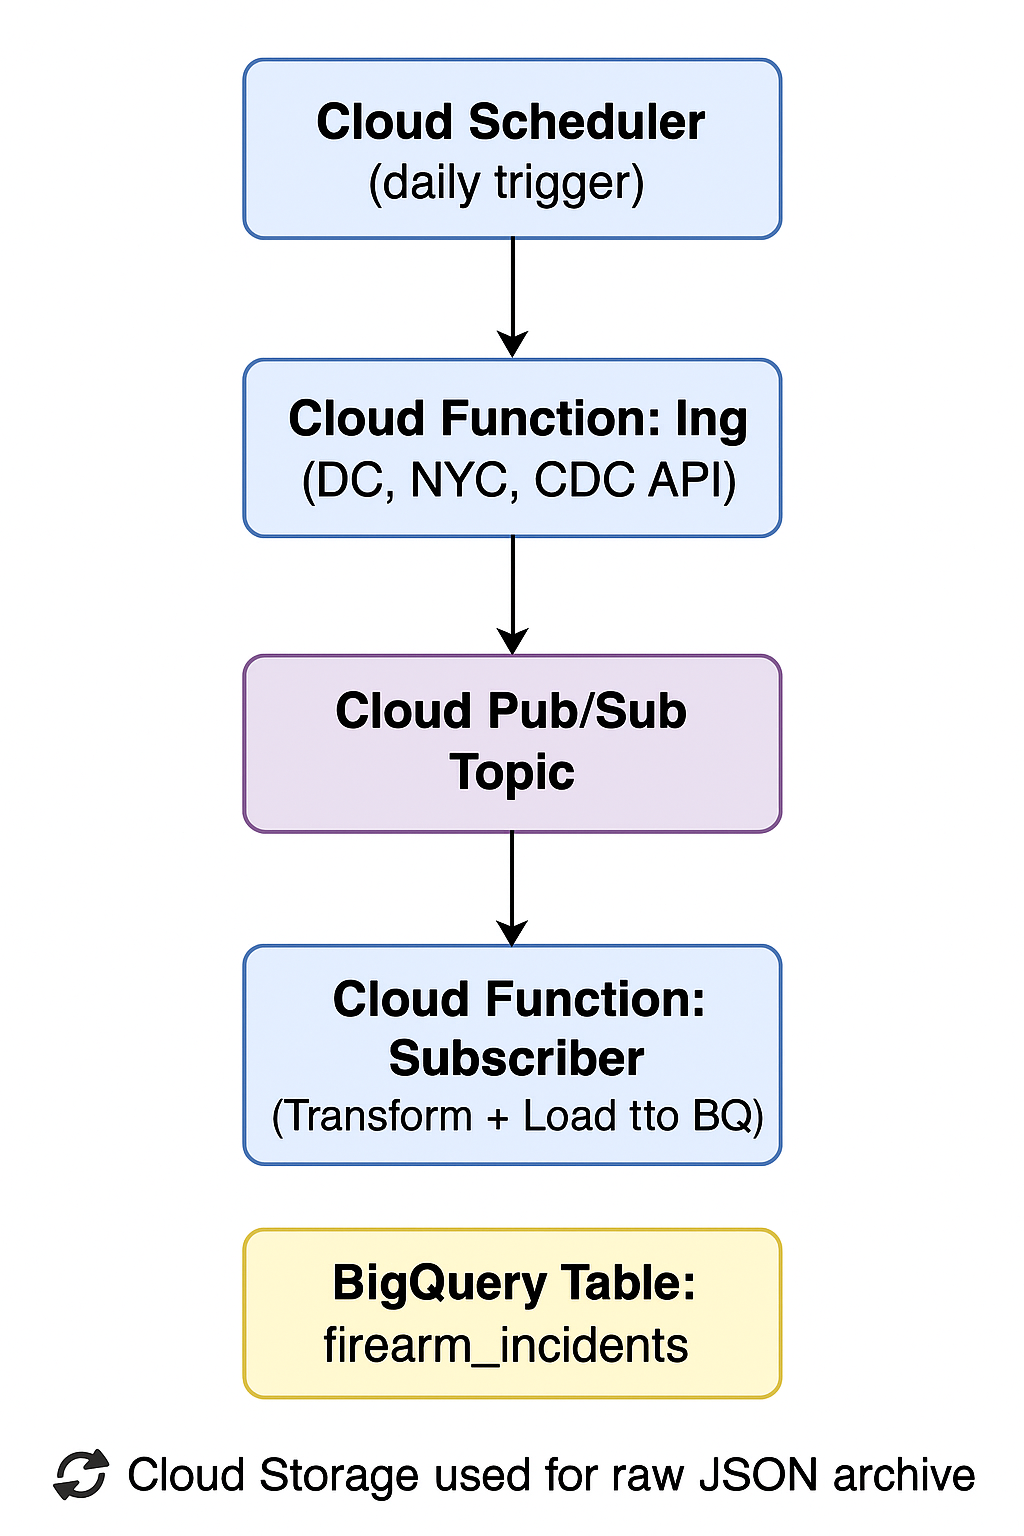 Cloud Scheduler
(daily trigger)
Cloud Function: Ing
(DC, NYC, CDC API)
Cloud Pub/Sub
Topic
Cloud Function:
Subscriber
(Transform + Load tto BQ)
BigQuery Table:
firearm_incidents
Cloud Storage used for raw JSON archive